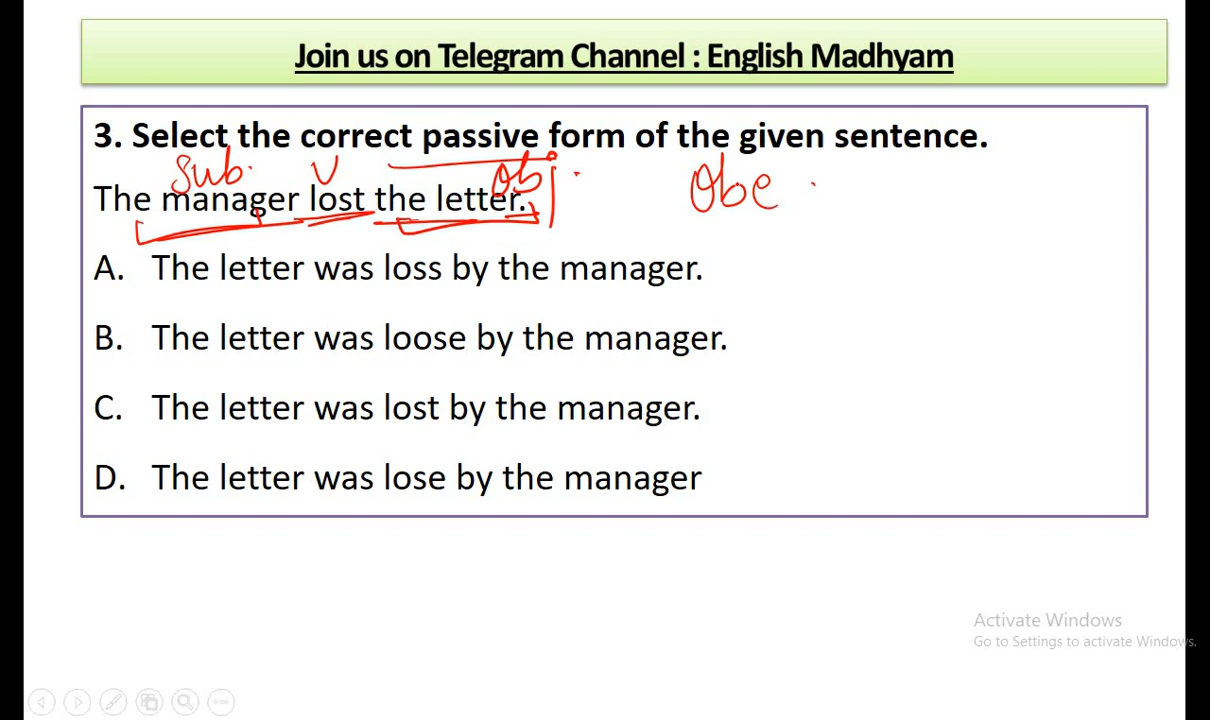 Join us on Telegram Channel : English Madhyam
3. Select the correct passive form of the given sentence.
Sub. V Obj. Obe
The manager lost the letter.
A. The letter was loss by the manager.
B. The letter was loose by the manager.
C. The letter was lost by the manager.
D. The letter was lose by the manager
Activate Windows
Go to Settings to activate Windows.